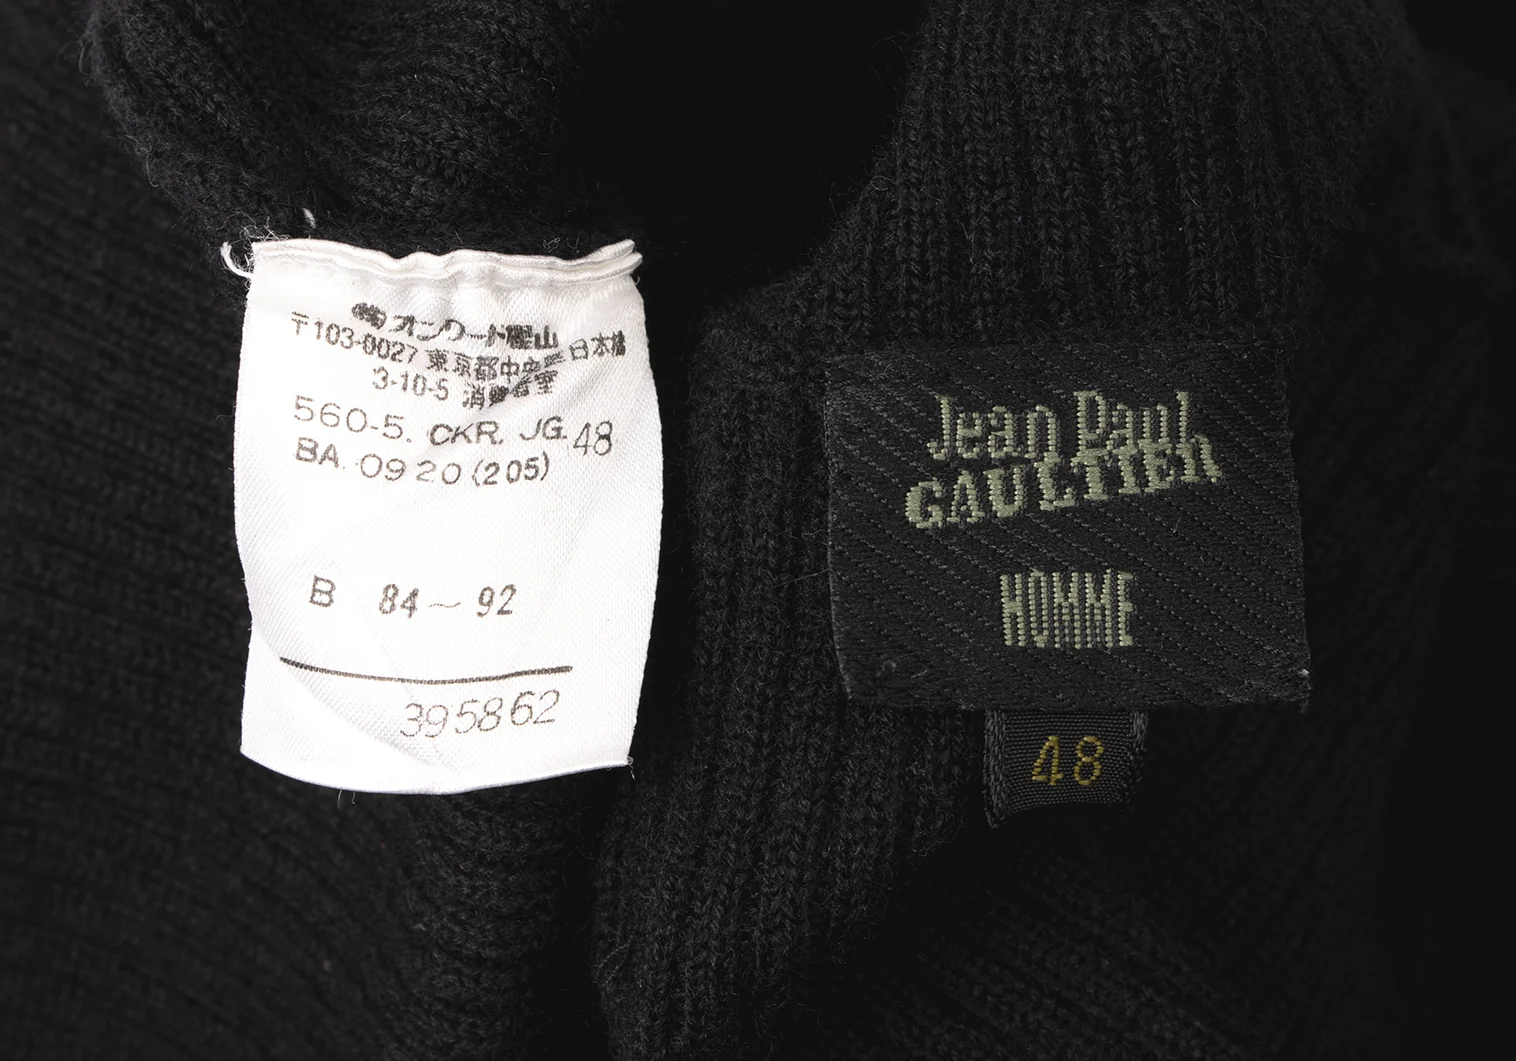 ㈱オンワード樫山
〒103-0027 東京都中央区日本橋
3-10-5 消費者室
560-5. CKR. JG. 48
BA. 0920 (205)
B 84～92
395862
Jean Paul
GAULTIER
HOMME
48